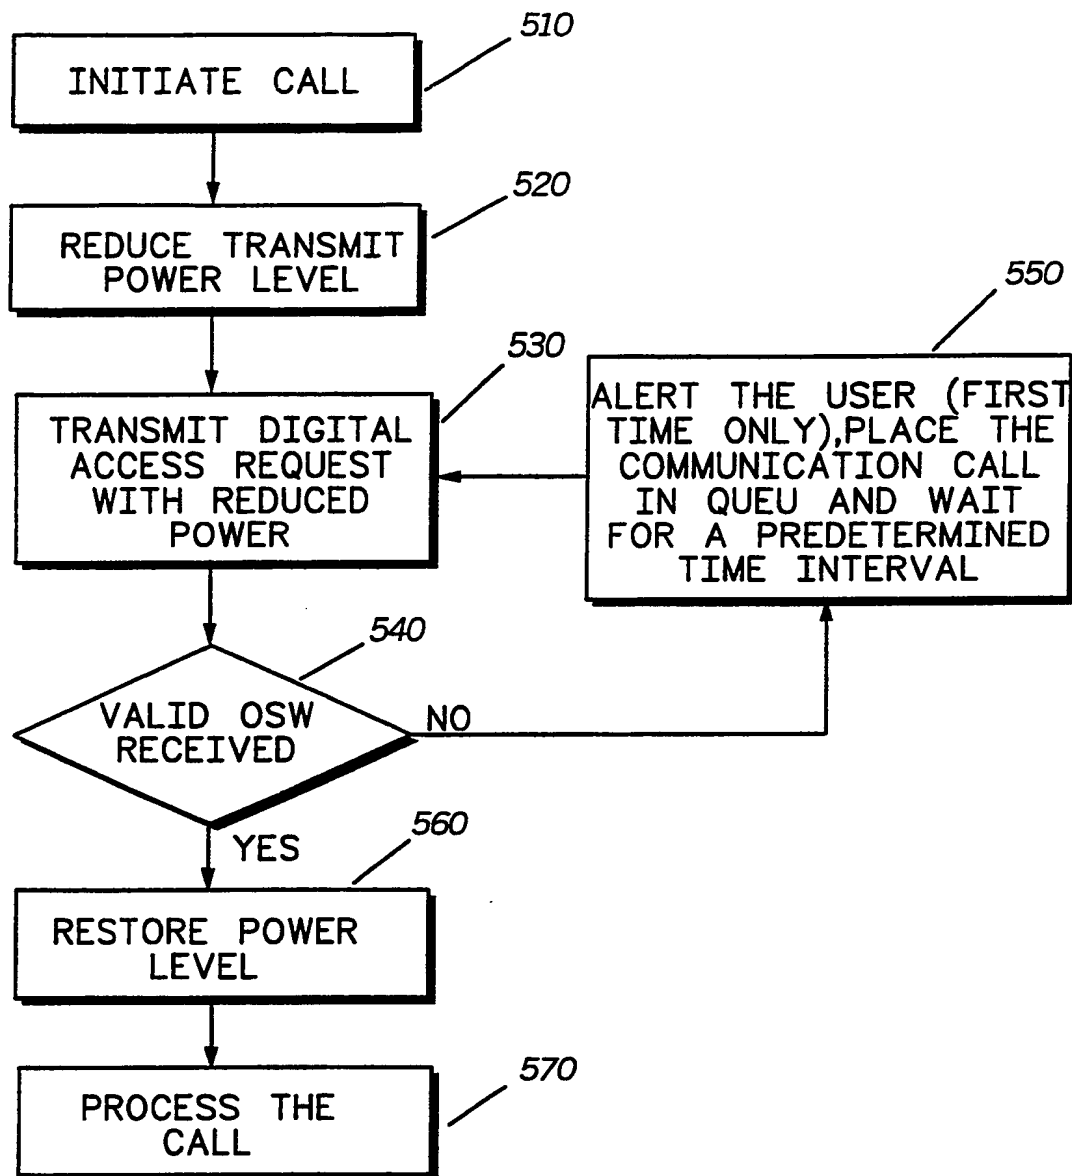 510
INITIATE CALL
520
REDUCE TRANSMIT
POWER LEVEL
530
TRANSMIT DIGITAL
ACCESS REQUEST
WITH REDUCED
POWER
550
ALERT THE USER (FIRST
TIME ONLY),PLACE THE
COMMUNICATION CALL
IN QUEU AND WAIT
FOR A PREDETERMINED
TIME INTERVAL
540
VALID OSW
RECEIVED
NO
YES
560
RESTORE POWER
LEVEL
570
PROCESS THE
CALL